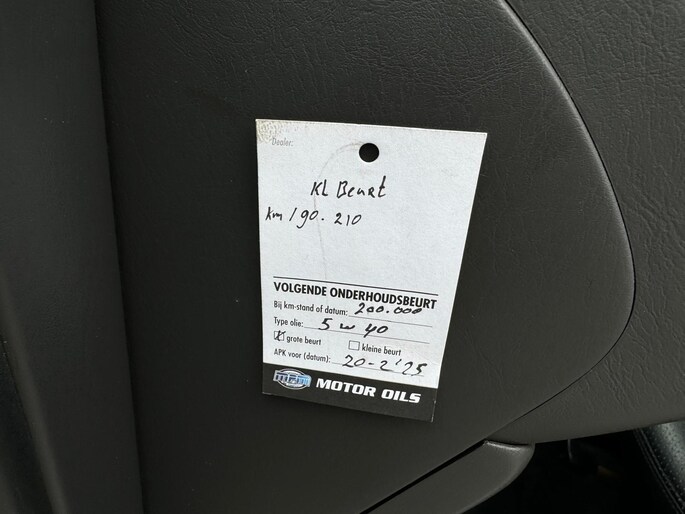 Dealer:
KL Beurt
km 190.210
VOLGENDE ONDERHOUDSBEURT
Bij km-stand of datum: 200.000
Type olie: 5 w 40
grote beurt kleine beurt
APK voor (datum): 20-2'25
MPM MOTOR OILS